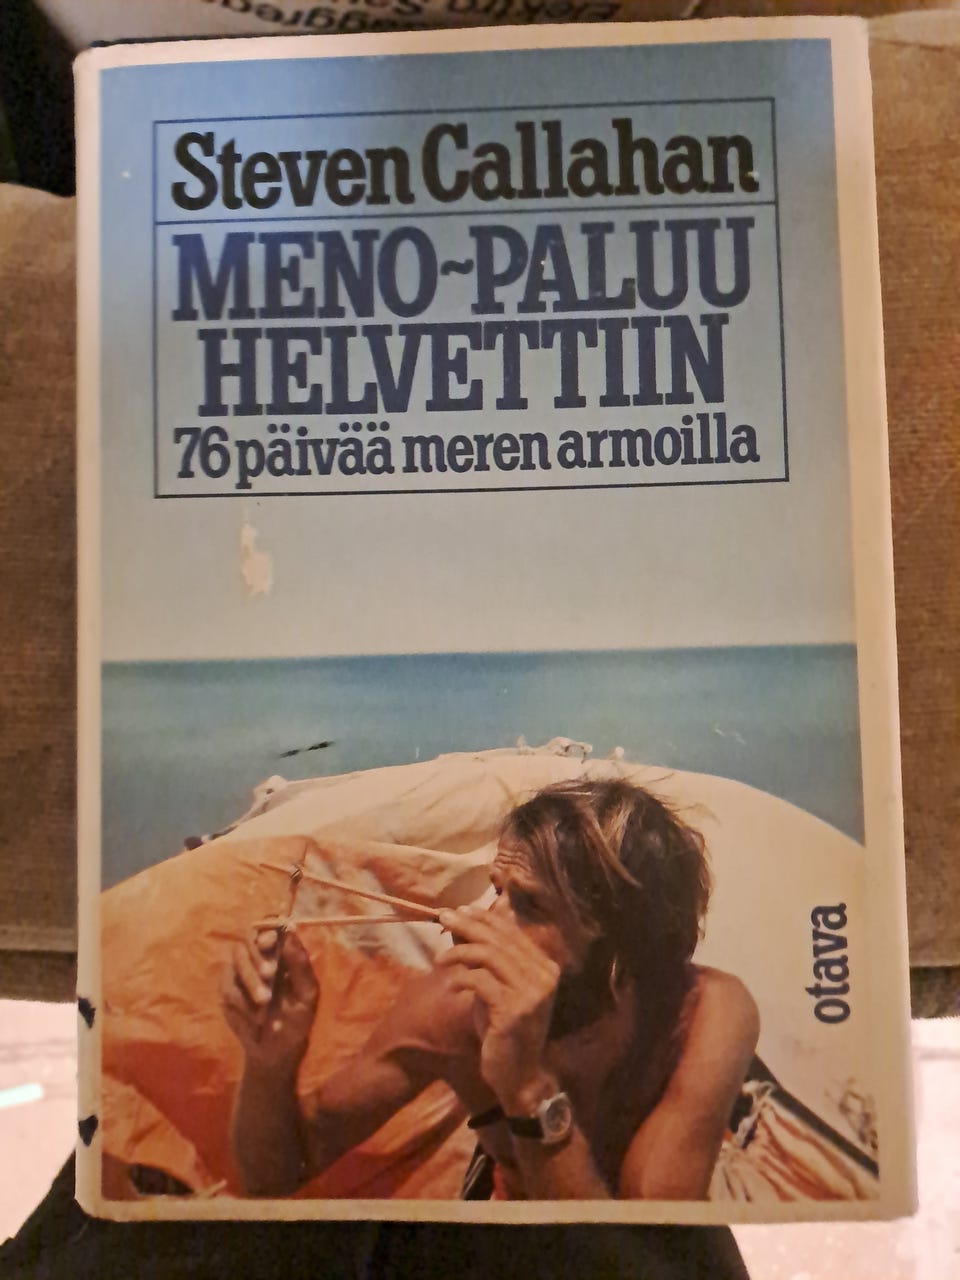 Steven Callahan
MENO-PALUU
HELVETTIIN
76 päivää meren armoilla
otava